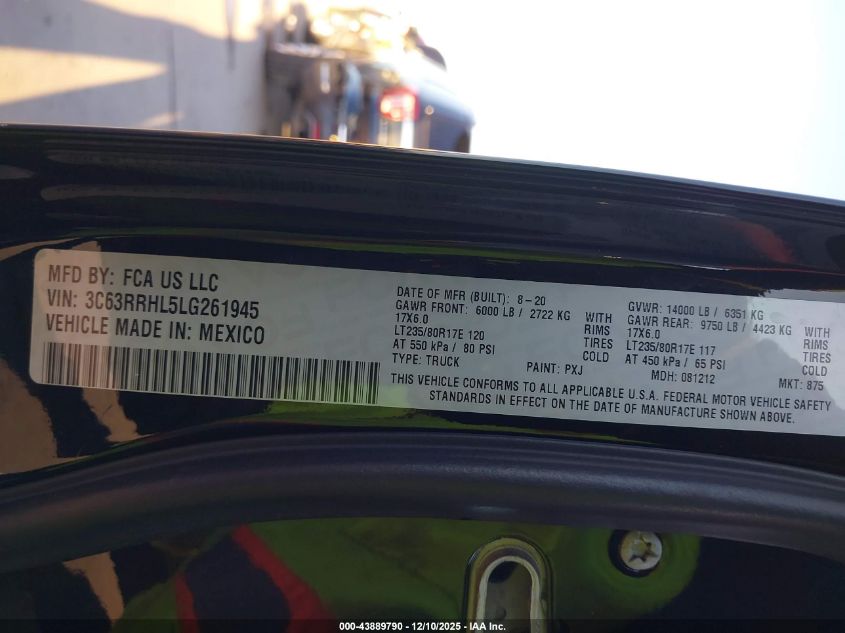 MFD BY: FCA US LLC
VIN: 3C63RRHL5LG261945
VEHICLE MADE IN: MEXICO
DATE OF MFR (BUILT): 8-20
GAWR FRONT: 6000 LB / 2722 KG
17X6.0 WITH RIMS
LT235/80R17E 120 TIRES
AT 550 kPa / 80 PSI COLD
TYPE: TRUCK PAINT: PXJ
GVWR: 14000 LB / 6351 KG
GAWR REAR: 9750 LB / 4423 KG
17X6.0 WITH RIMS
LT235/80R17E 117 TIRES
AT 450 kPa / 65 PSI COLD
MDH: 081212 MKT: 875
THIS VEHICLE CONFORMS TO ALL APPLICABLE U.S.A. FEDERAL MOTOR VEHICLE SAFETY
STANDARDS IN EFFECT ON THE DATE OF MANUFACTURE SHOWN ABOVE.
000-43889790 - 12/10/2025 - IAA Inc.